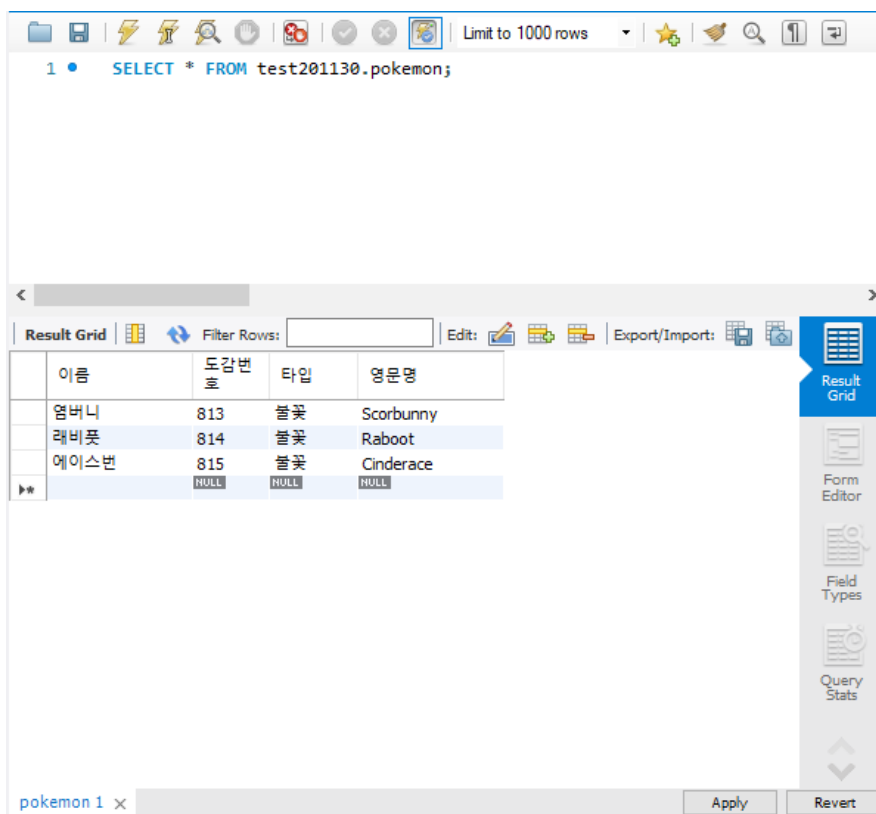 Limit to 1000 rows
1 SELECT * FROM test201130.pokemon;
Result Grid Filter Rows: Edit: Export/Import:
이름 도감번호 타입 영문명
염버니 813 불꽃 Scorbunny
래비풋 814 불꽃 Raboot
에이스번 815 불꽃 Cinderace
NULL NULL NULL
Result
Grid
Form
Editor
Field
Types
Query
Stats
pokemon 1 Apply Revert